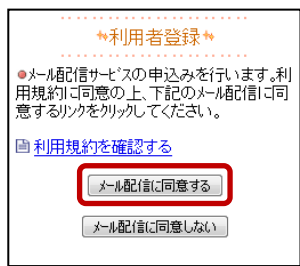 利用者登録
●メール配信サービスの申込みを行います。利
用規約に同意の上、下記のメール配信に同
意するリンクをクリックしてください。
利用規約を確認する
メール配信に同意する
メール配信に同意しない